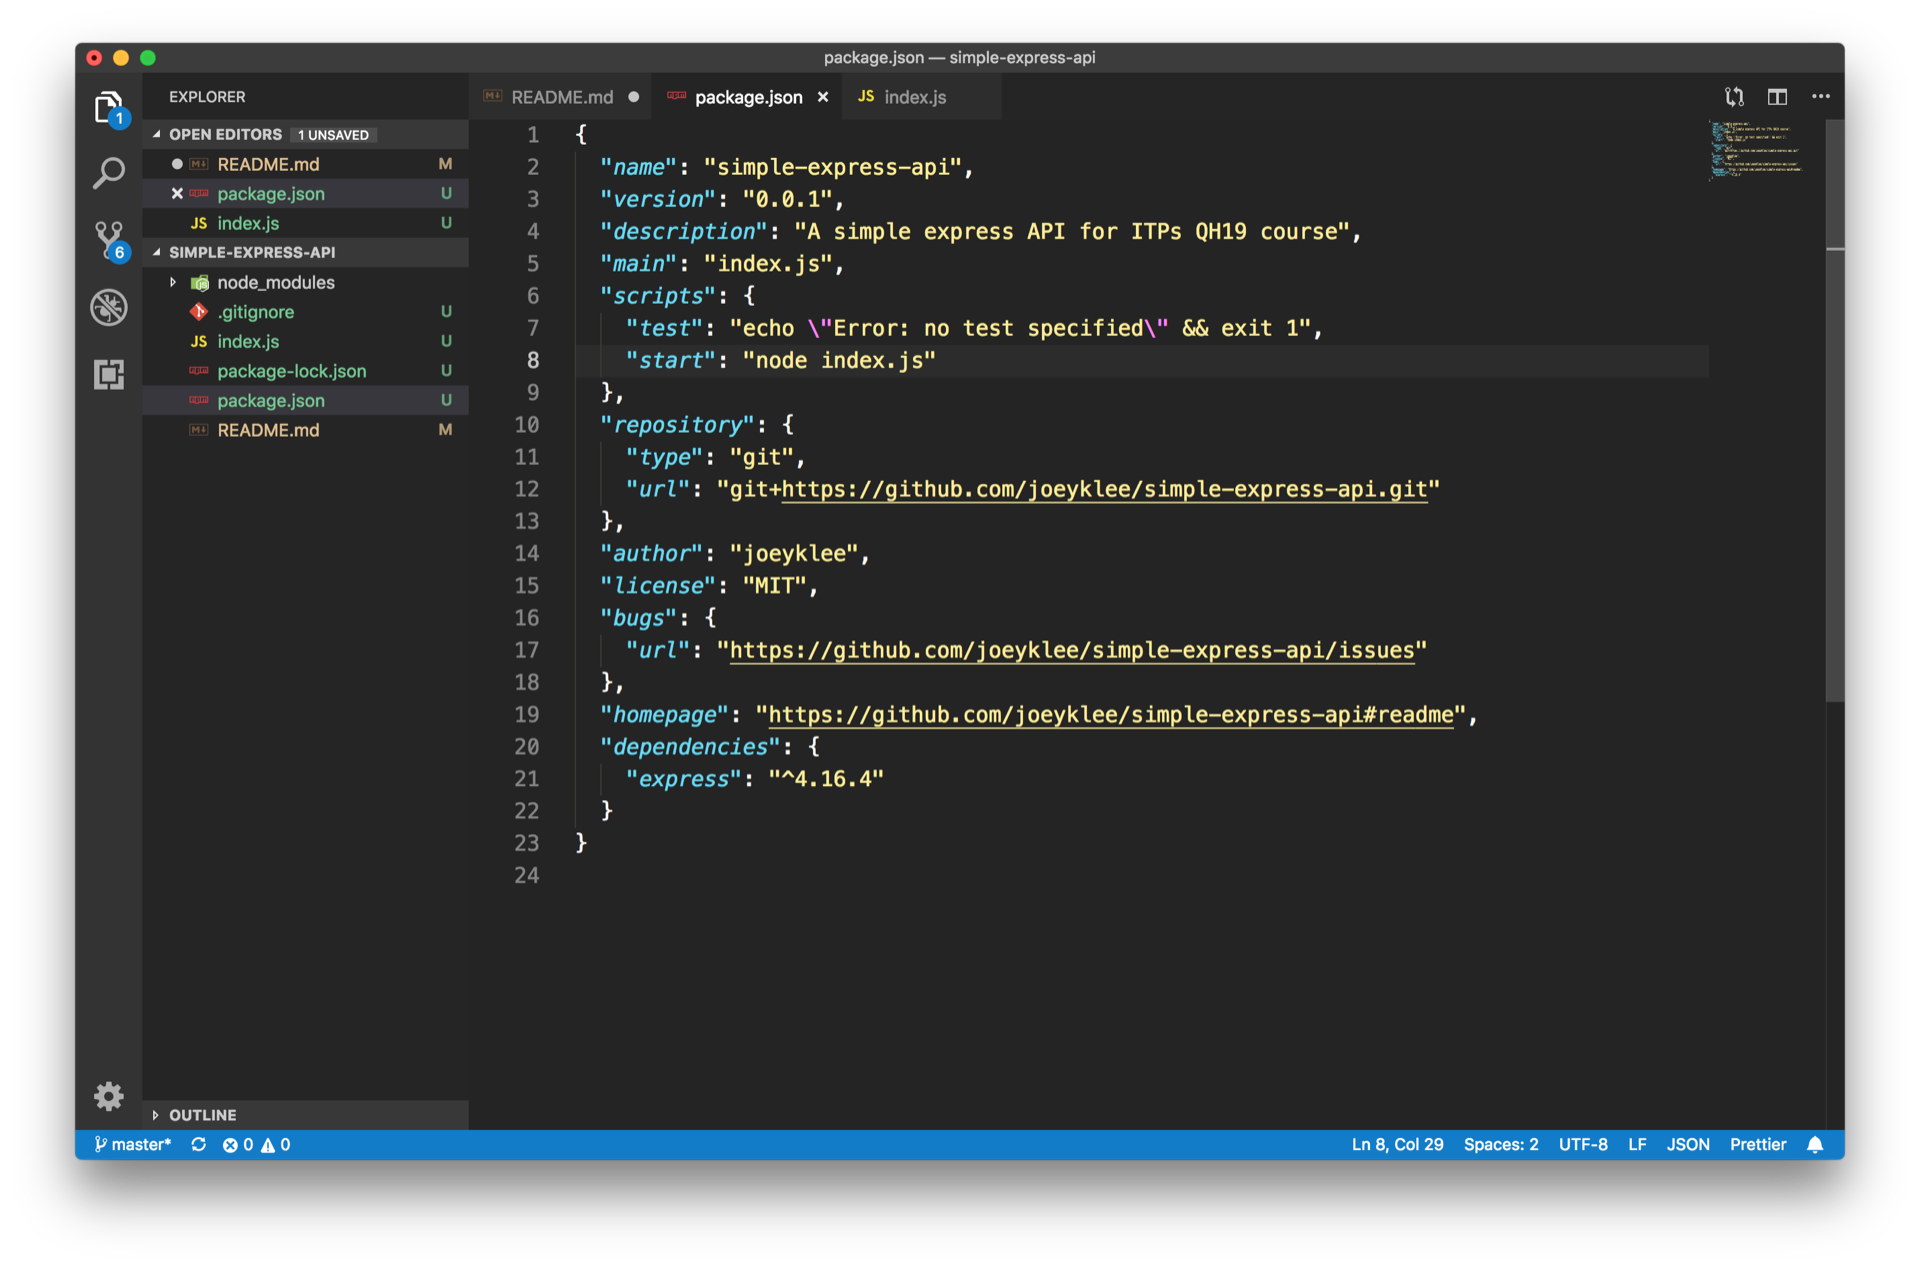 package.json — simple-express-api
EXPLORER
README.md
package.json
JS index.js
1
OPEN EDITORS 1 UNSAVED
README.md M
package.json U
JS index.js U
6
SIMPLE-EXPRESS-API
node_modules
.gitignore U
JS index.js U
package-lock.json U
package.json U
README.md M
OUTLINE
1 {
2 "name": "simple-express-api",
3 "version": "0.0.1",
4 "description": "A simple express API for ITPs QH19 course",
5 "main": "index.js",
6 "scripts": {
7 "test": "echo \"Error: no test specified\" && exit 1",
8 "start": "node index.js"
9 },
10 "repository": {
11 "type": "git",
12 "url": "git+https://github.com/joeyklee/simple-express-api.git"
13 },
14 "author": "joeyklee",
15 "license": "MIT",
16 "bugs": {
17 "url": "https://github.com/joeyklee/simple-express-api/issues"
18 },
19 "homepage": "https://github.com/joeyklee/simple-express-api#readme",
20 "dependencies": {
21 "express": "^4.16.4"
22 }
23 }
24
master* 0 0 Ln 8, Col 29 Spaces: 2 UTF-8 LF JSON Prettier